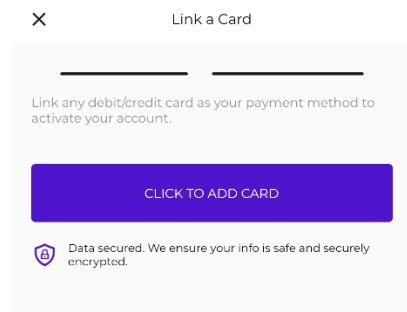 Link a Card
Link any debit/credit card as your payment method to
activate your account.
CLICK TO ADD CARD
Data secured. We ensure your info is safe and securely
encrypted.